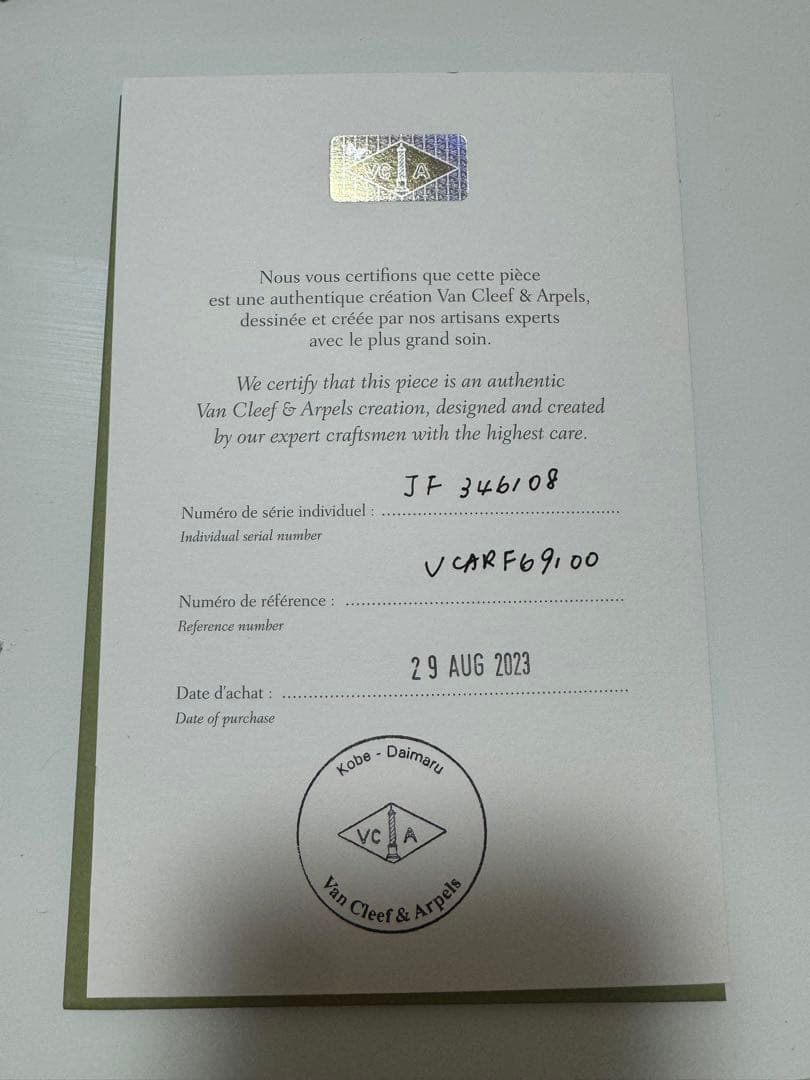 VC A
Nous vous certifions que cette pièce
est une authentique création Van Cleef & Arpels,
dessinée et créée par nos artisans experts
avec le plus grand soin.
We certify that this piece is an authentic
Van Cleef & Arpels creation, designed and created
by our expert craftsmen with the highest care.
JF 346108
Numéro de série individuel :
Individual serial number
VCARF69100
Numéro de référence :
Reference number
29 AUG 2023
Date d'achat :
Date of purchase
Kobe - Daimaru
VC A
Van Cleef & Arpels